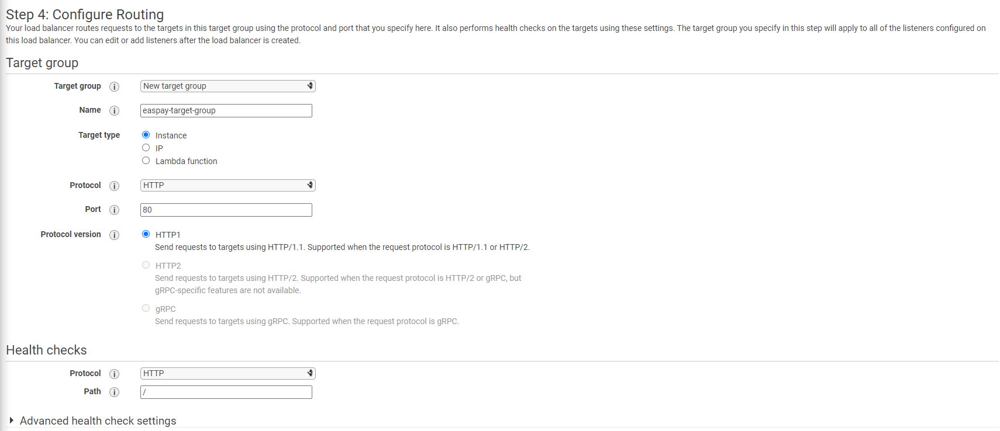 Step 4: Configure Routing
Your load balancer routes requests to the targets in this target group using the protocol and port that you specify here. It also performs health checks on the targets using these settings. The target group you specify in this step will apply to all of the listeners configured on
this load balancer. You can edit or add listeners after the load balancer is created.
Target group
Target group i New target group
Name i easpay-target-group
Target type Instance
IP
Lambda function
Protocol i HTTP
Port i 80
Protocol version i HTTP1
Send requests to targets using HTTP/1.1. Supported when the request protocol is HTTP/1.1 or HTTP/2.
HTTP2
Send requests to targets using HTTP/2. Supported when the request protocol is HTTP/2 or gRPC, but
gRPC-specific features are not available.
gRPC
Send requests to targets using gRPC. Supported when the request protocol is gRPC.
Health checks
Protocol i HTTP
Path i /
Advanced health check settings